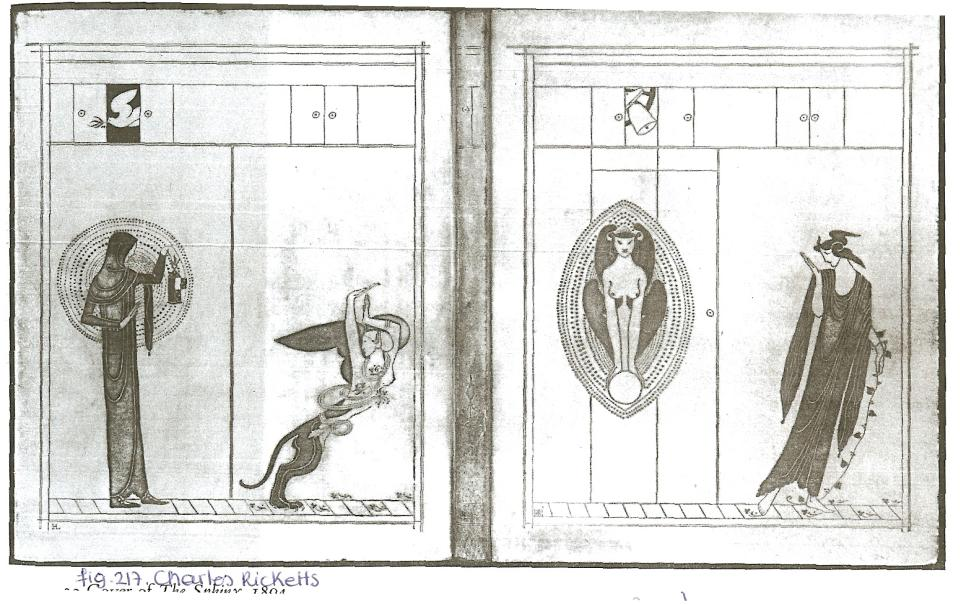 H.
fig. 217. Charles Ricketts
Cover of The Sphinx, 1894